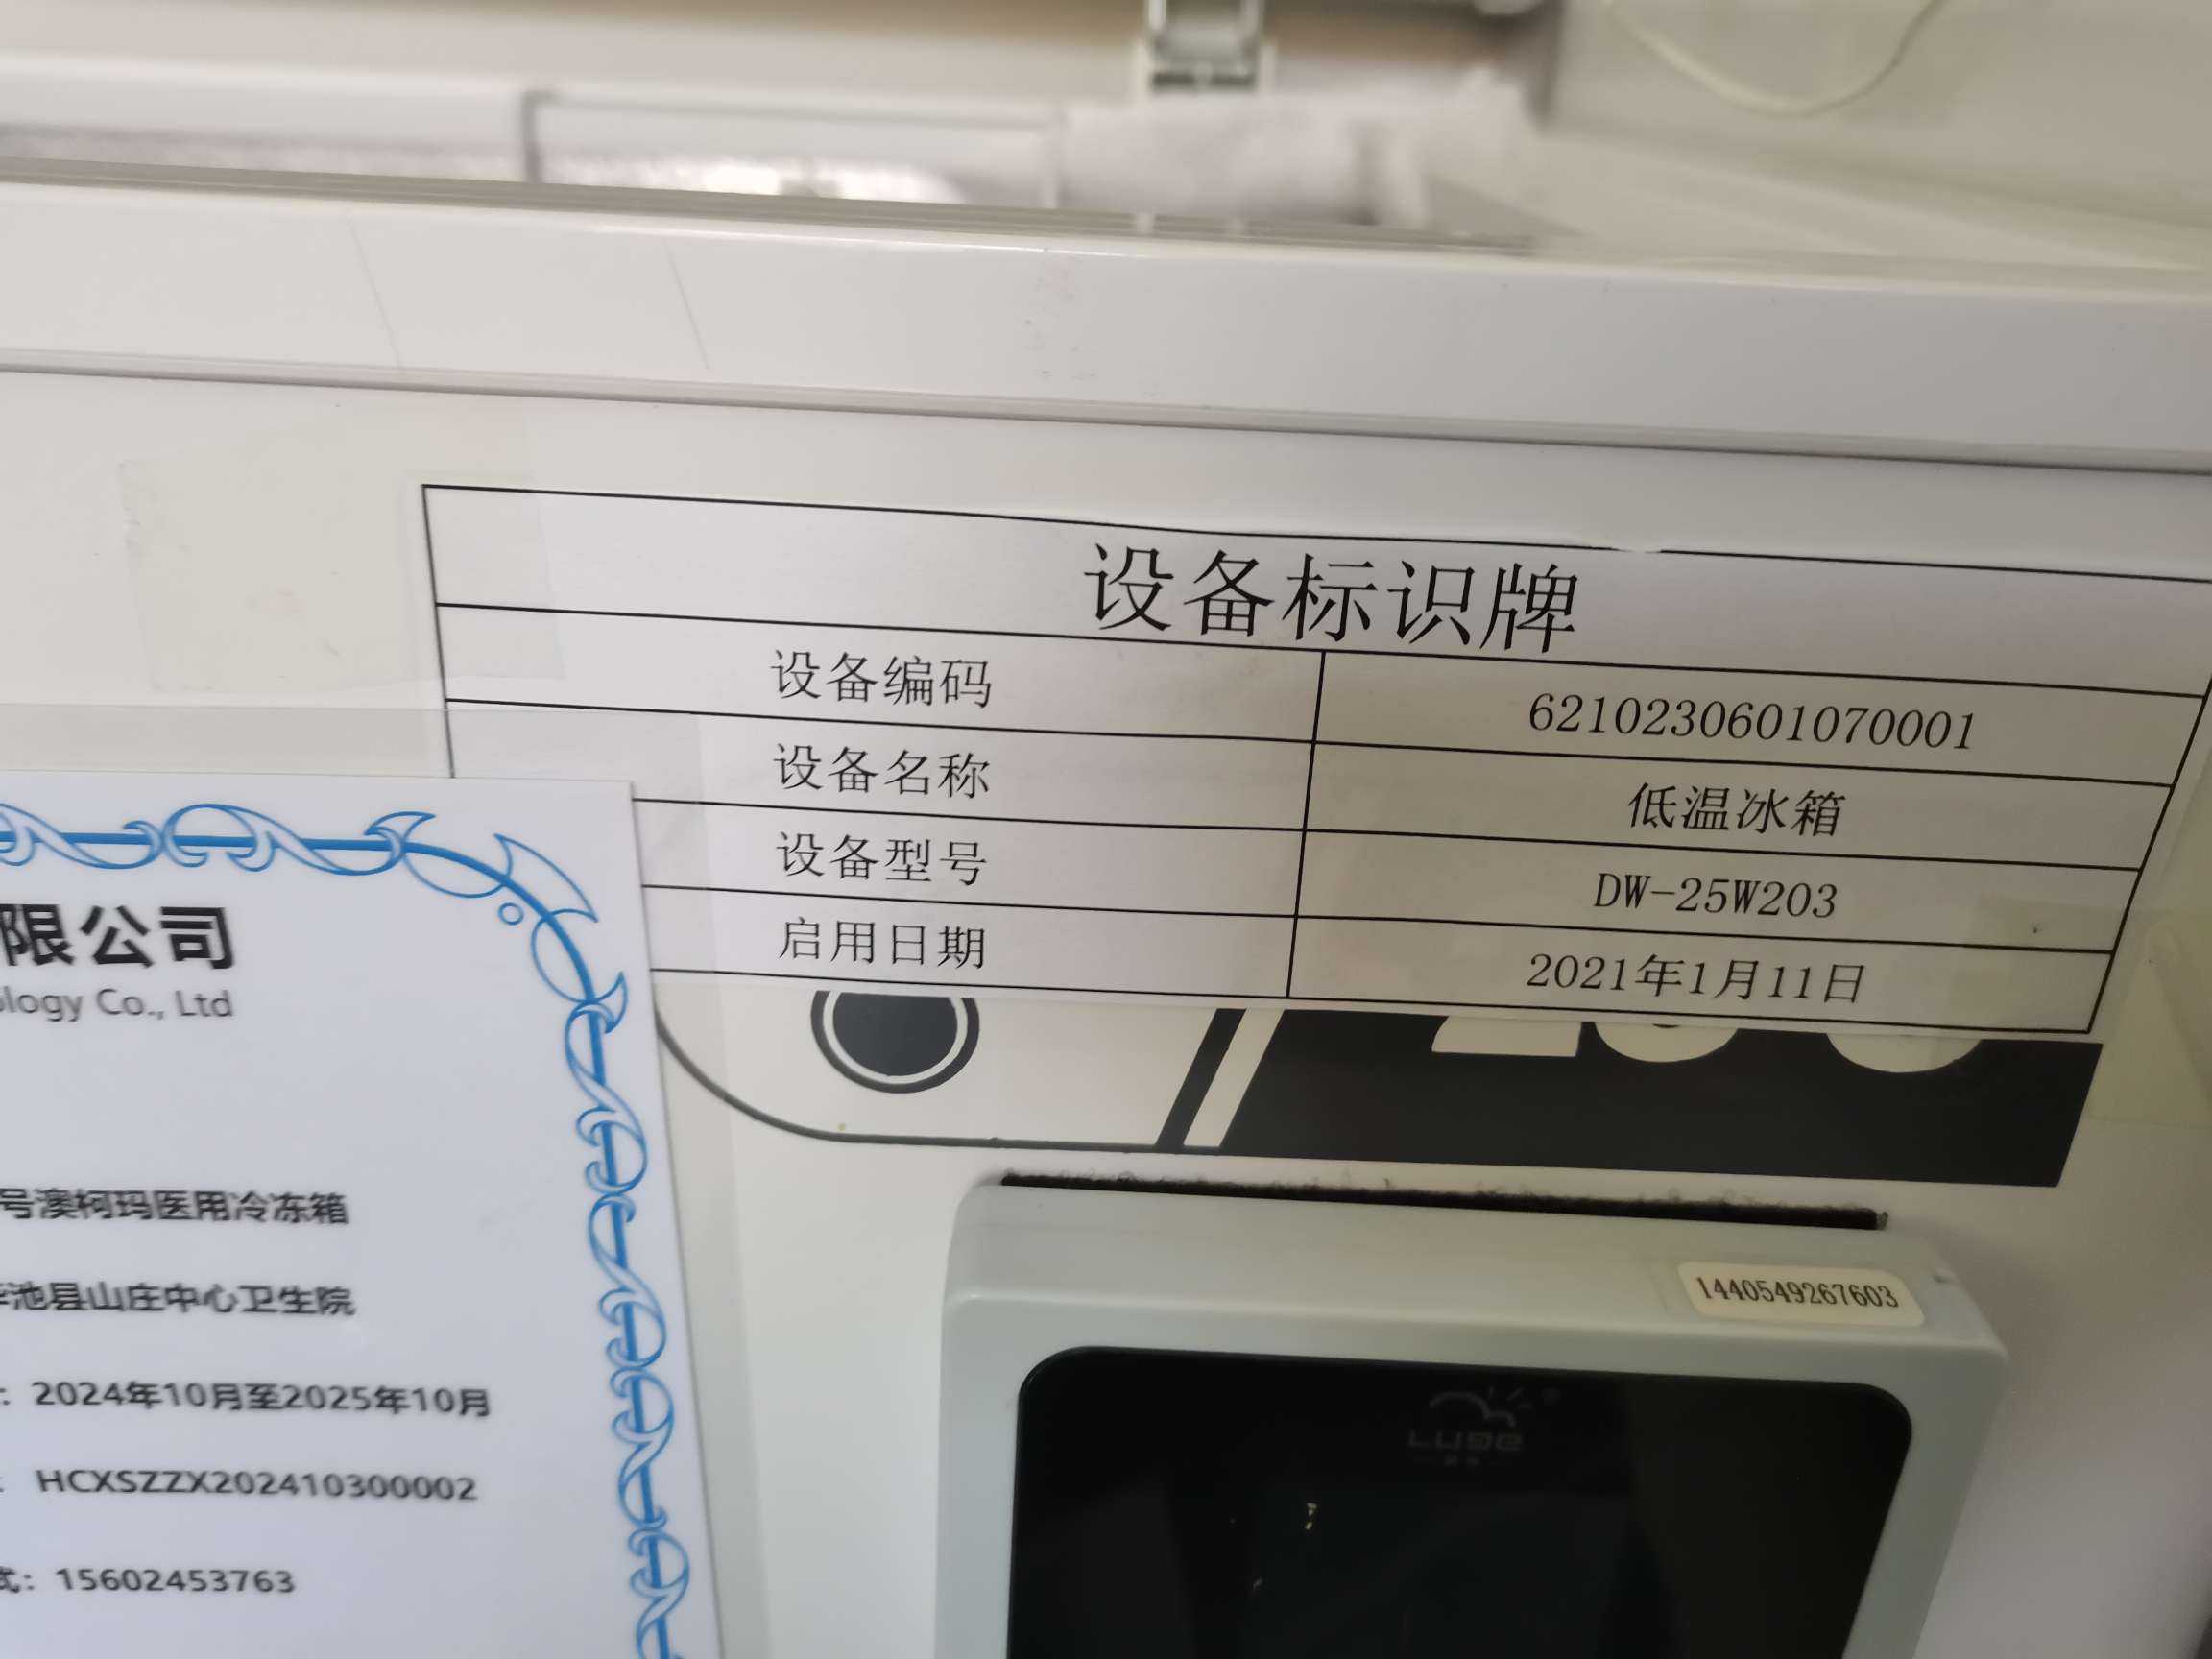 设备标识牌
设备编码 6210230601070001
设备名称 低温冰箱
设备型号 DW-25W203
启用日期 2021年1月11日
限公司
ology Co., Ltd
号澳柯玛医用冷冻箱
池县山庄中心卫生院
: 2024年10月至2025年10月
HCXSZZX202410300002
式: 15602453763
1440549267603
Luge